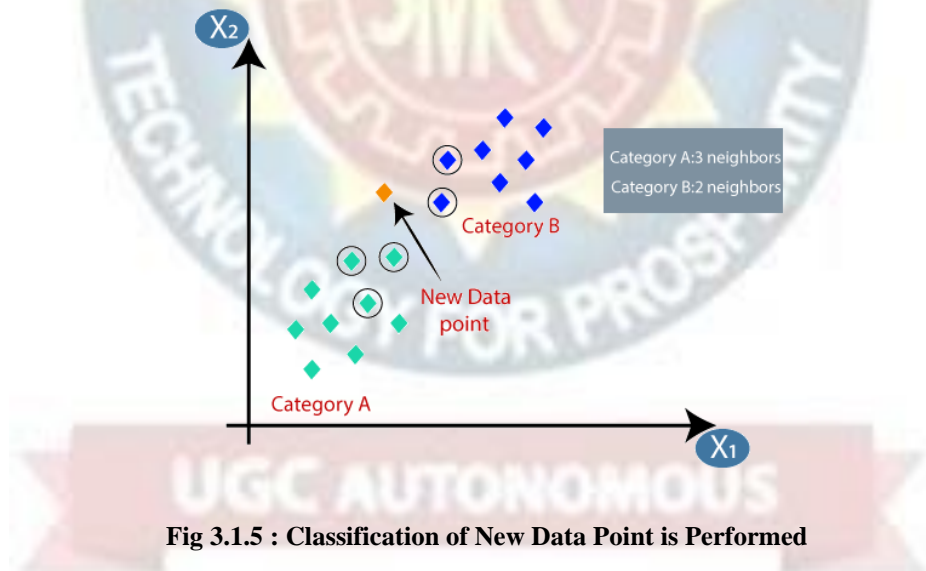 X₂
TECHNOLOGY FOR PROSPERITY
Category A:3 neighbors
Category B:2 neighbors
Category B
New Data
point
Category A
X₁
UGC AUTONOMOUS
Fig 3.1.5 : Classification of New Data Point is Performed